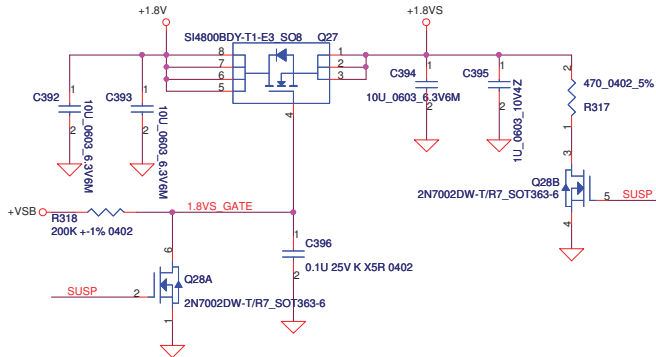 +1.8V
+1.8VS
SI4800BDY-T1-E3_SO8 Q27
8
7
6
5
1
2
3
4
C392
1
2
10U_0603_6.3V6M
C393
1
2
10U_0603_6.3V6M
C394
1
2
10U_0603_6.3V6M
C395
1
2
1U_0603_10V4Z
2
470_0402_5%
R317
1
3
Q28B
2N7002DW-T/R7_SOT363-6
5
SUSP
4
+VSB
R318
200K +-1% 0402
1.8VS_GATE
6
Q28A
SUSP
2
2N7002DW-T/R7_SOT363-6
1
1
C396
0.1U 25V K X5R 0402
2